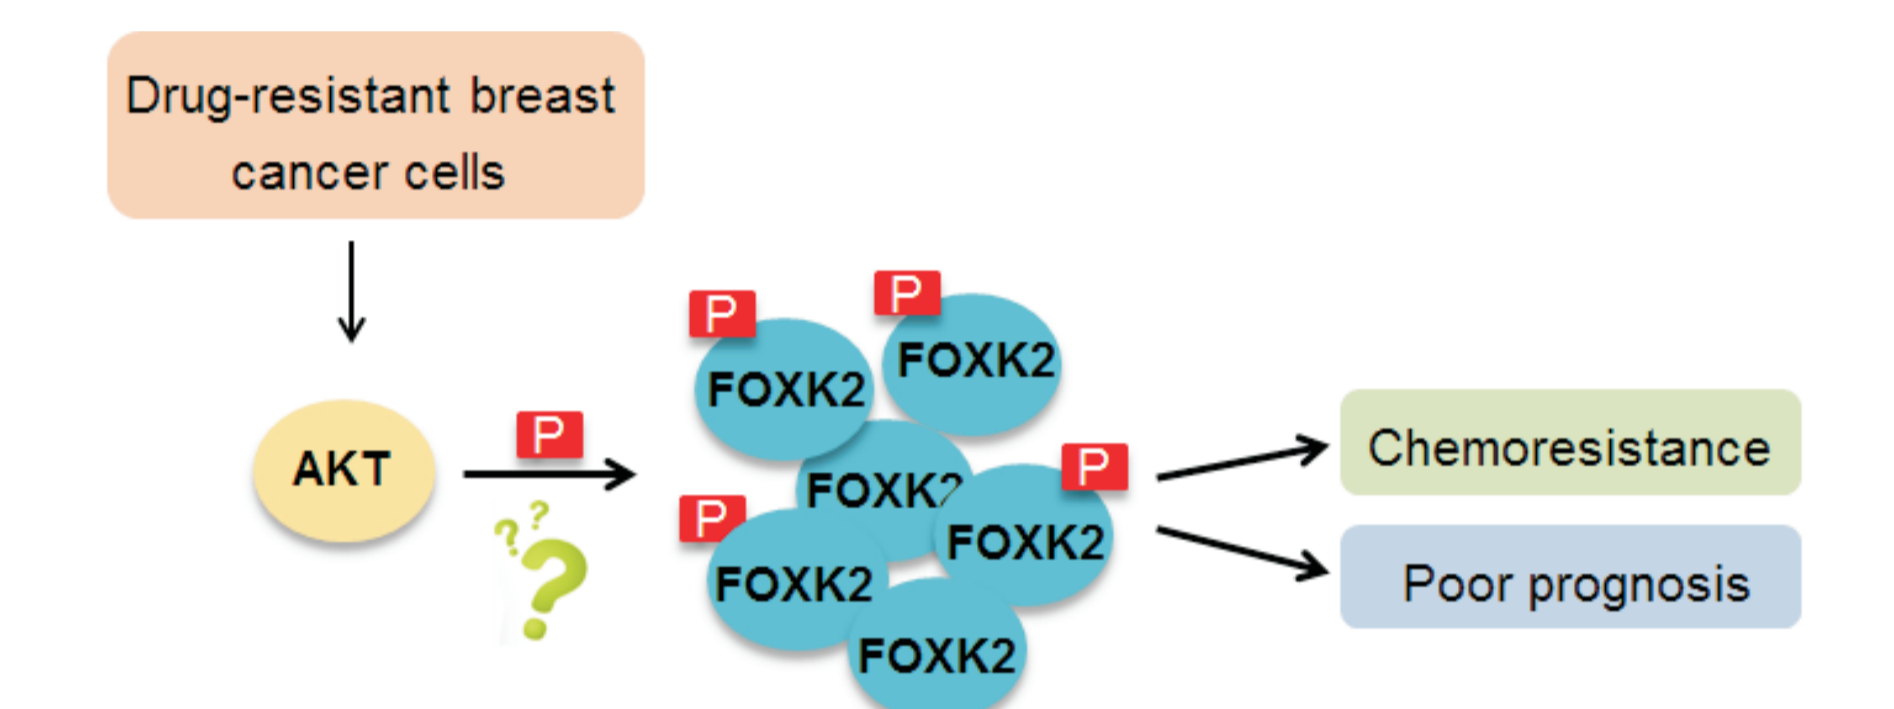 Drug-resistant breast
cancer cells
P
P
FOXK2
FOXK2
P
AKT
P
FOXK2
Chemoresistance
P
FOXK2
FOXK2
Poor prognosis
FOXK2
? ? ?